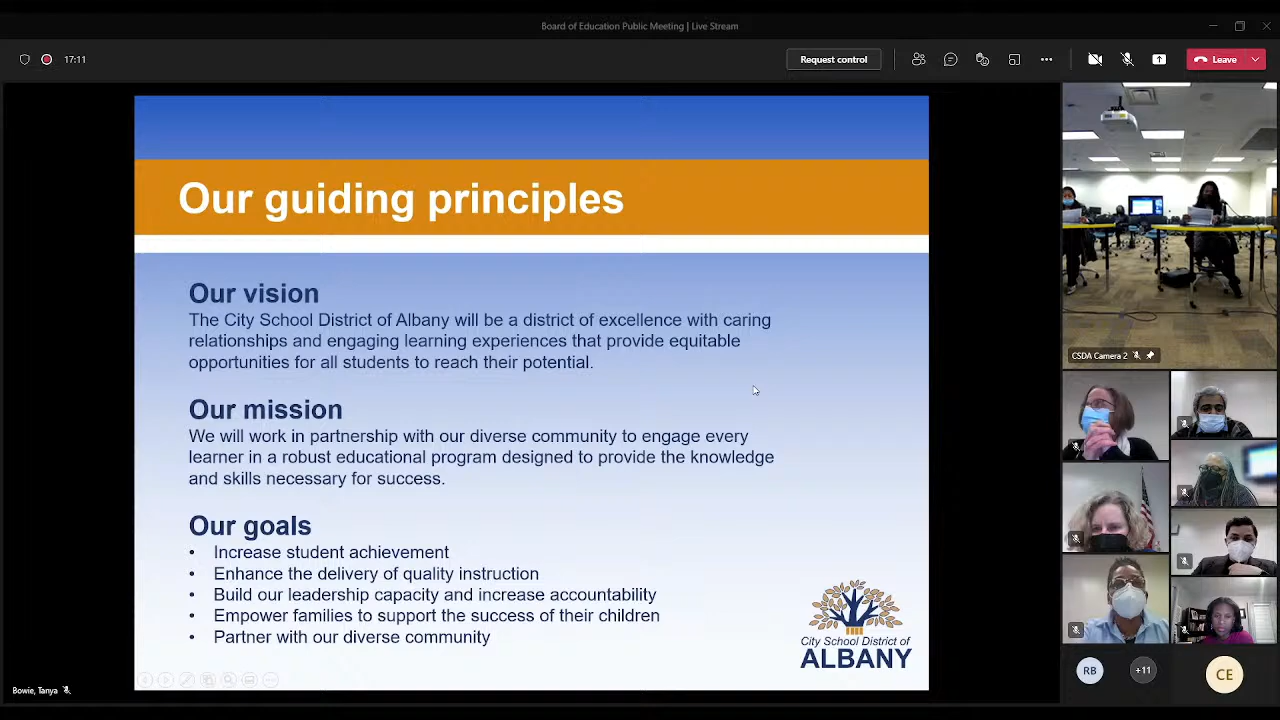 Board of Education Public Meeting | Live Stream
17:11
Request control
Leave
Our guiding principles
Our vision
The City School District of Albany will be a district of excellence with caring
relationships and engaging learning experiences that provide equitable
opportunities for all students to reach their potential.
Our mission
We will work in partnership with our diverse community to engage every
learner in a robust educational program designed to provide the knowledge
and skills necessary for success.
Our goals
• Increase student achievement
• Enhance the delivery of quality instruction
• Build our leadership capacity and increase accountability
• Empower families to support the success of their children
• Partner with our diverse community
City School District of
ALBANY
Bowie, Tanya
CSDA Camera 2
RB
+11
CE